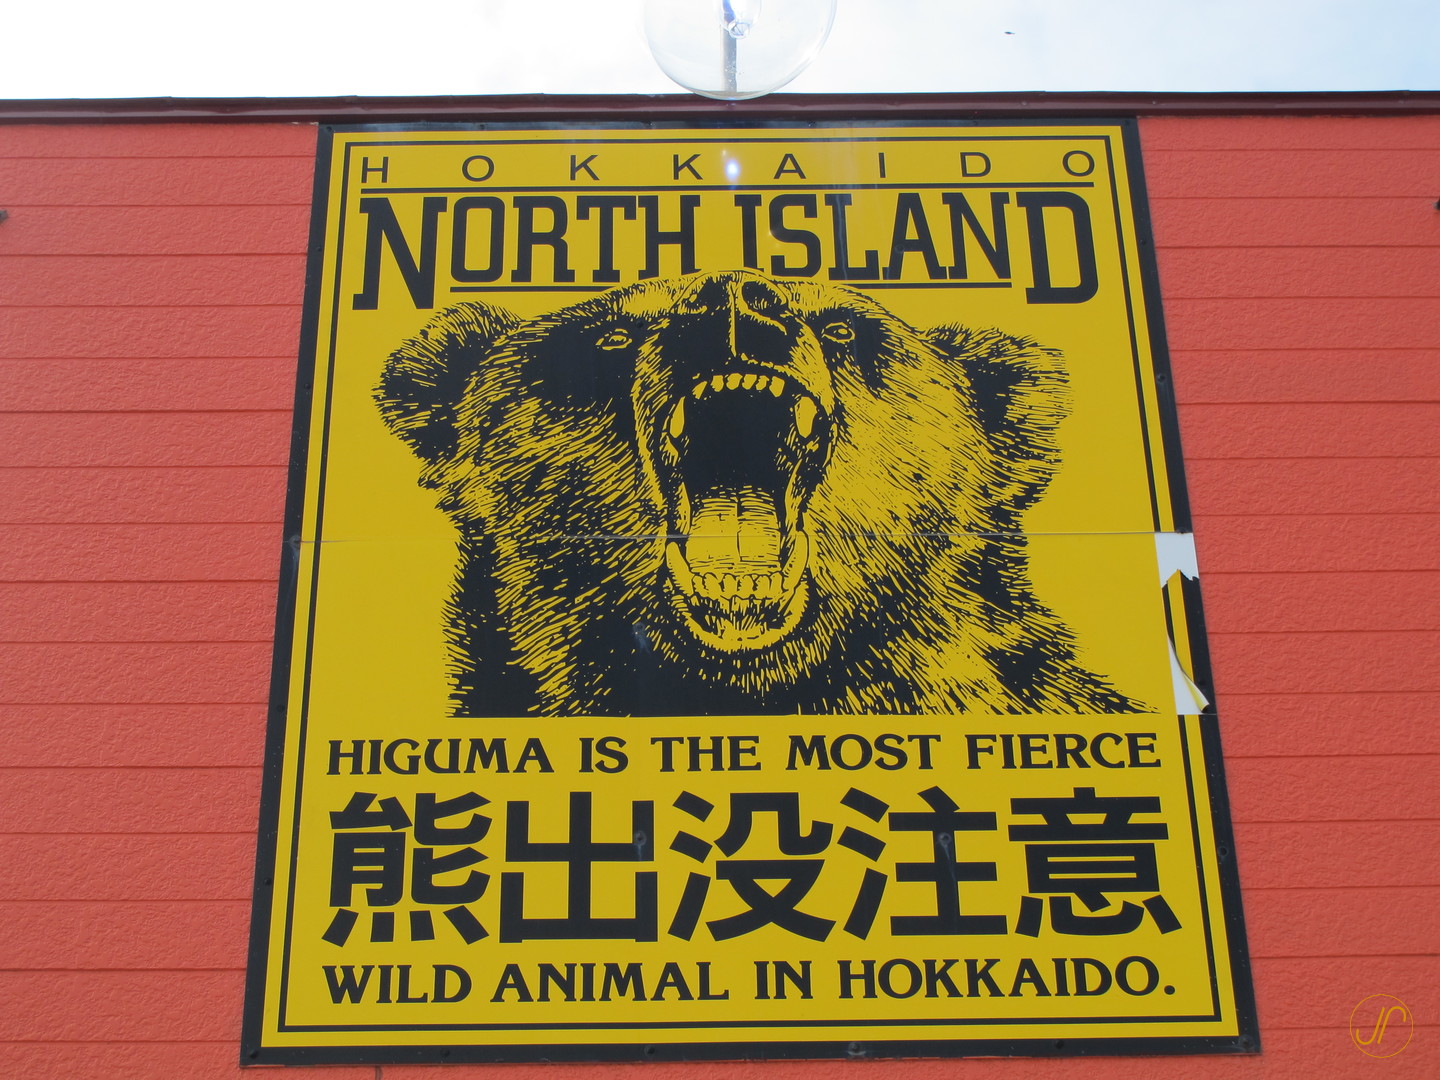 HOKKAIDO
NORTH ISLAND
HIGUMA IS THE MOST FIERCE
熊出没注意
WILD ANIMAL IN HOKKAIDO.